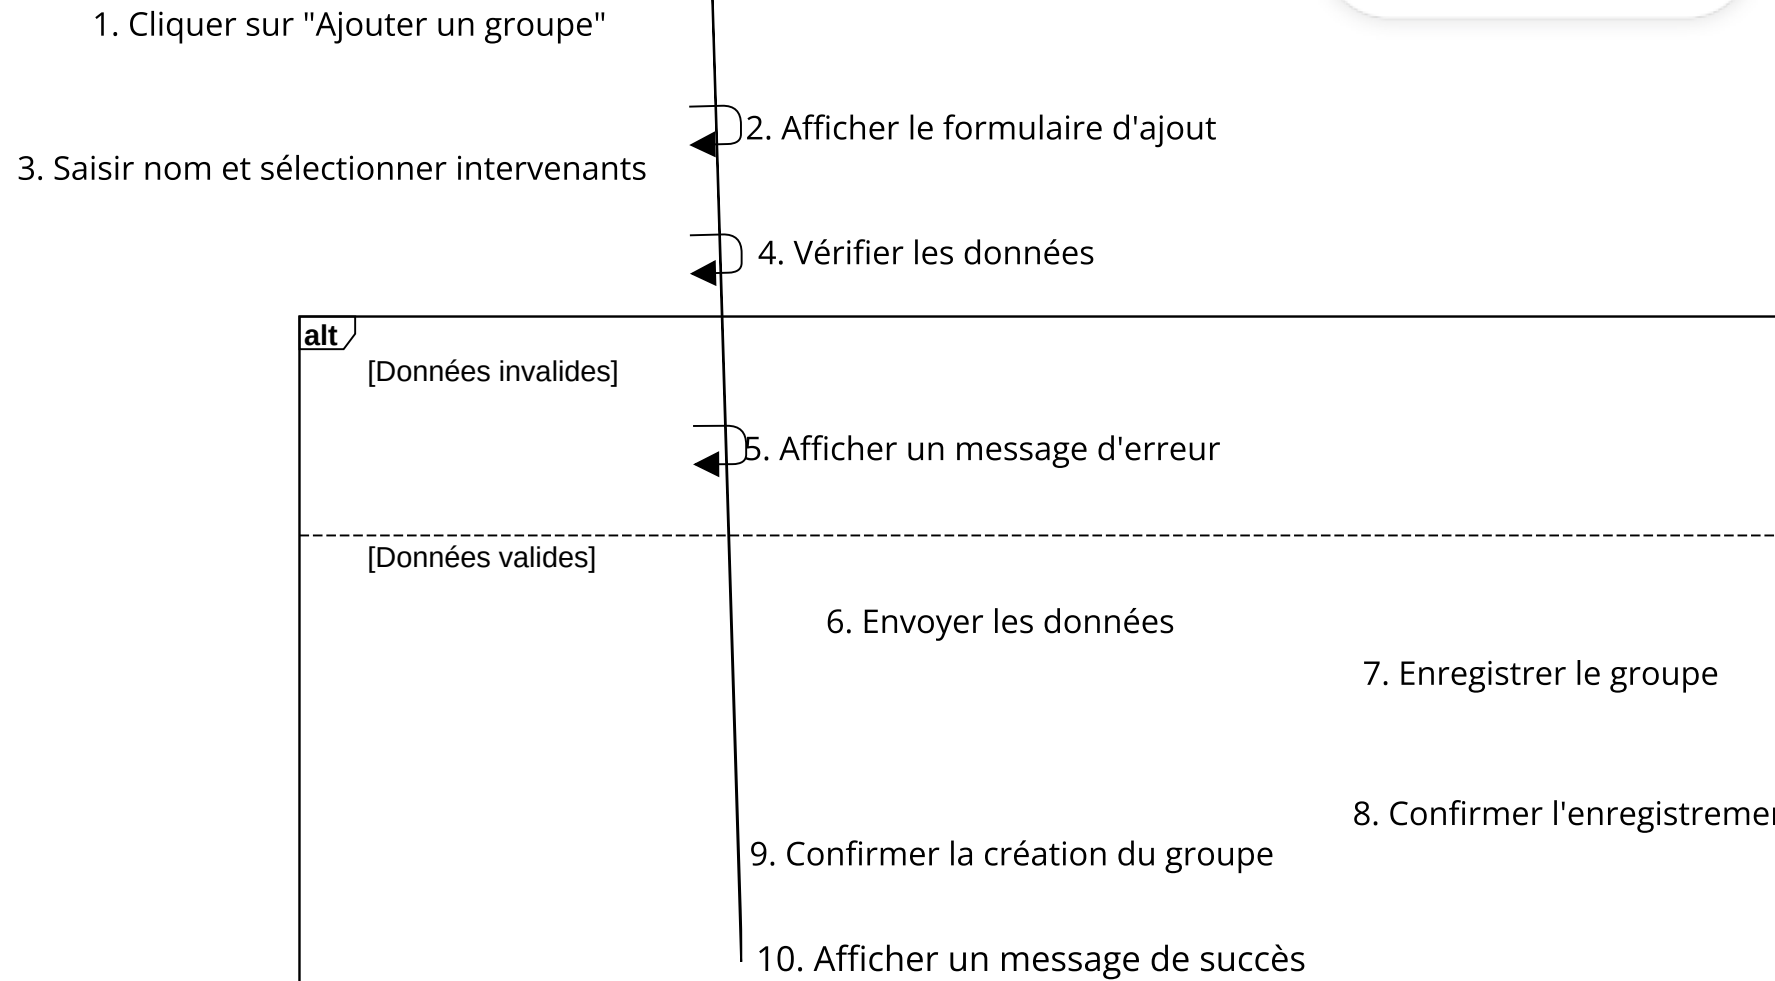 1. Cliquer sur "Ajouter un groupe"
2. Afficher le formulaire d'ajout
3. Saisir nom et sélectionner intervenants
4. Vérifier les données
alt
[Données invalides]
5. Afficher un message d'erreur
[Données valides]
6. Envoyer les données
7. Enregistrer le groupe
8. Confirmer
9. Confirmer la création du groupe
10. Afficher un message de succès